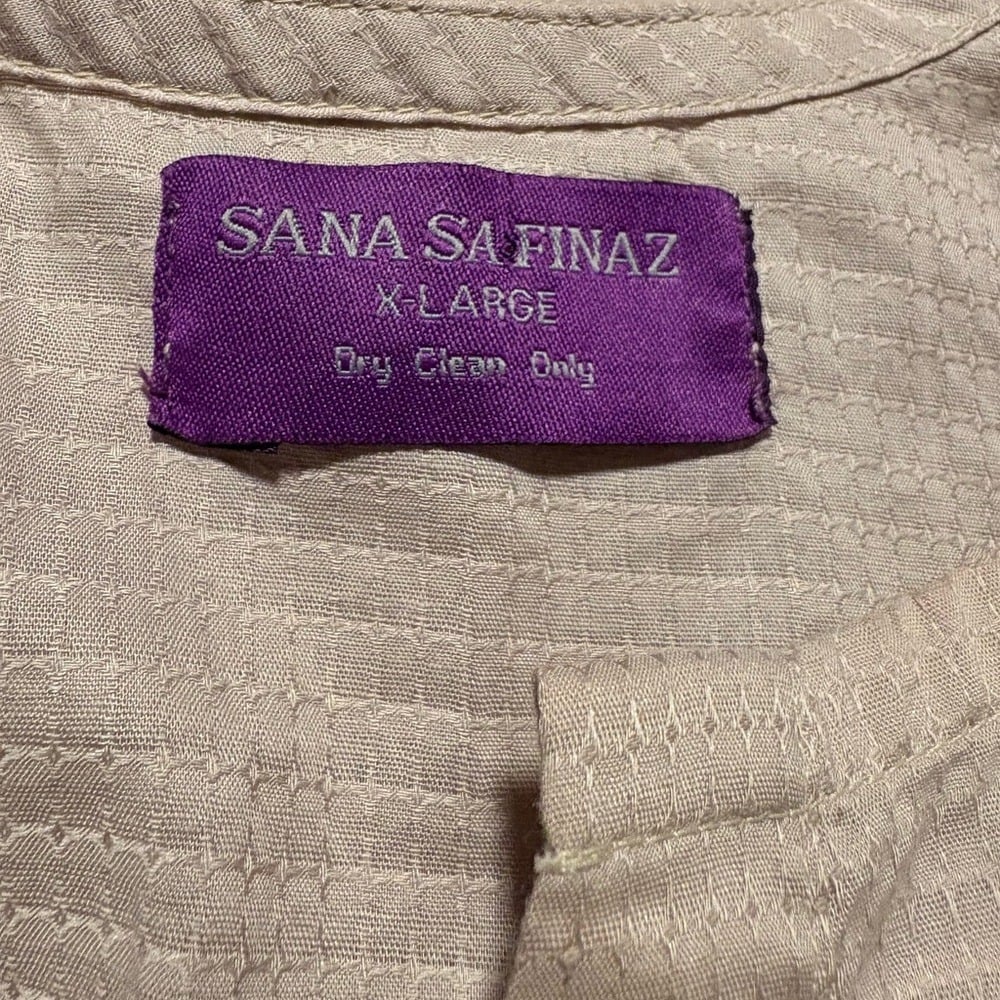 SANA SAFINAZ
X-LARGE
Dry Clean Only